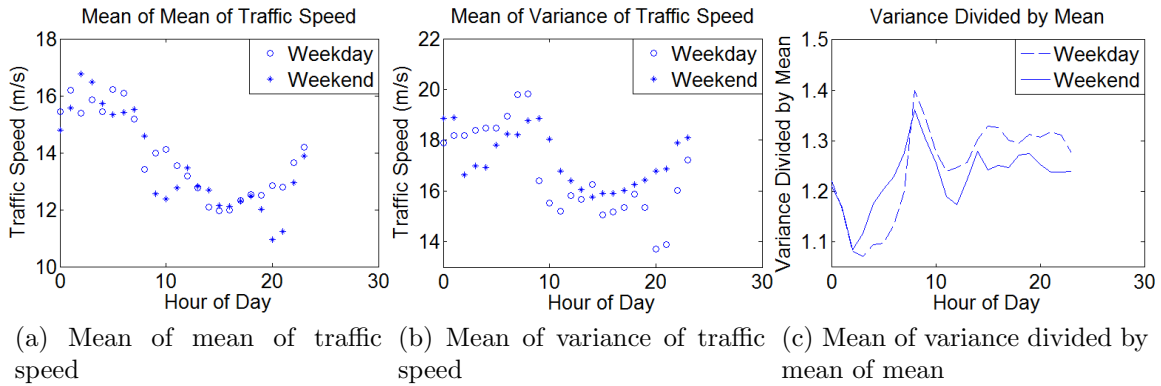 Mean of Mean of Traffic Speed
18
16
14
12
10
Traffic Speed (m/s)
Weekday
Weekend
0
10
20
30
Hour of Day
(a) Mean of mean of traffic
speed
Mean of Variance of Traffic Speed
22
20
18
16
14
Traffic Speed (m/s)
Weekday
Weekend
0
10
20
30
Hour of Day
(b) Mean of variance of traffic
speed
Variance Divided by Mean
1.5
1.4
1.3
1.2
1.1
Variance Divided by Mean
Weekday
Weekend
0
10
20
30
Hour of Day
(c) Mean of variance divided by
mean of mean